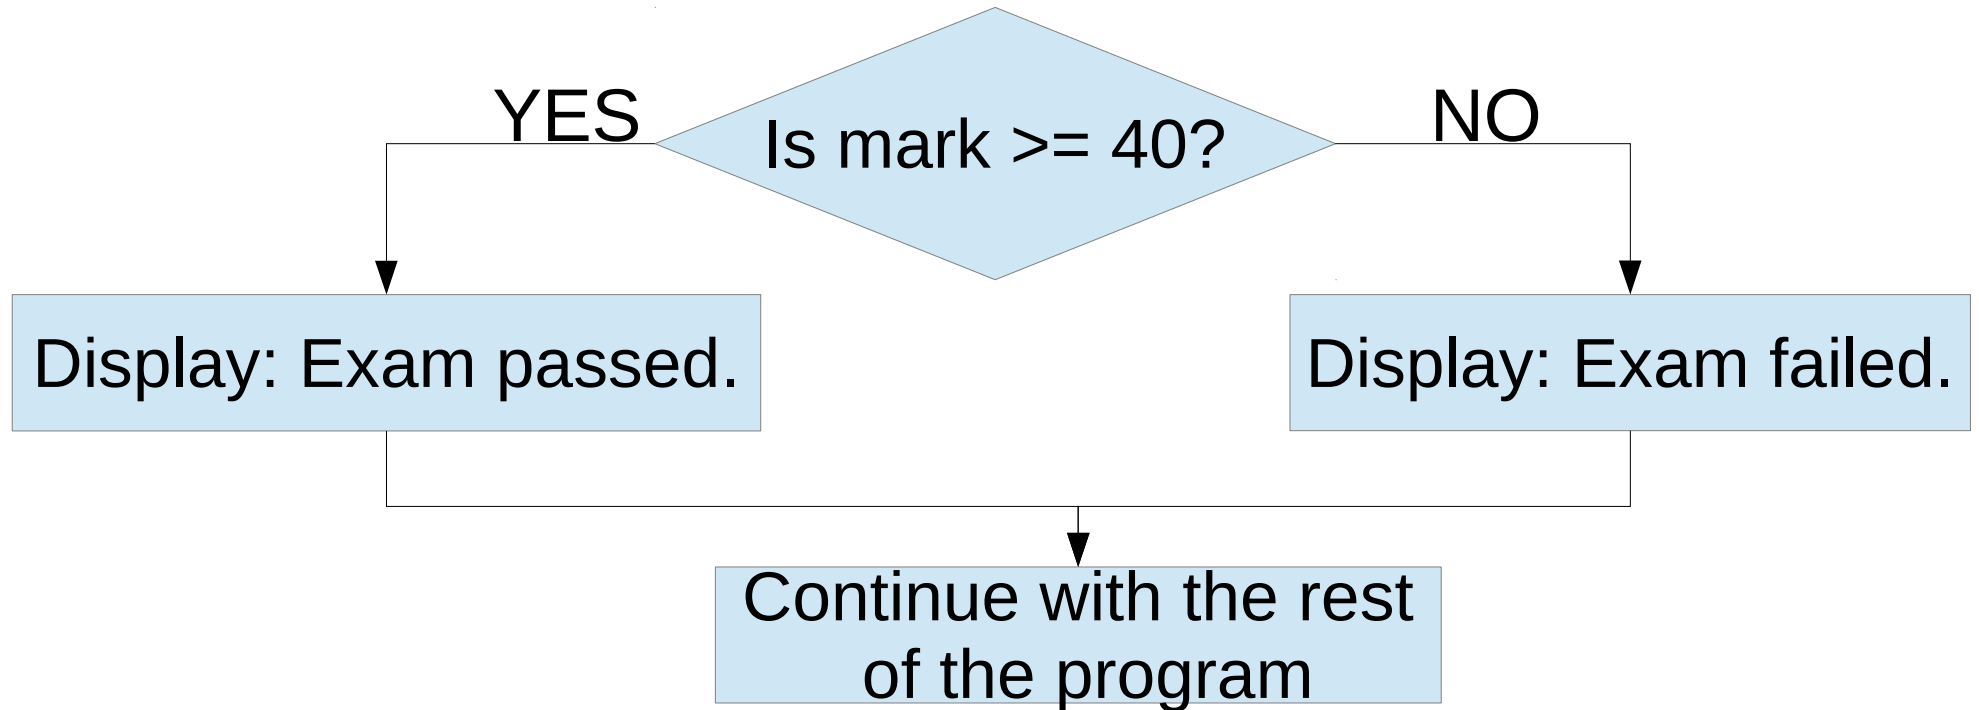 YES
Is mark >= 40?
NO
Display: Exam passed.
Display: Exam failed.
Continue with the rest
of the program